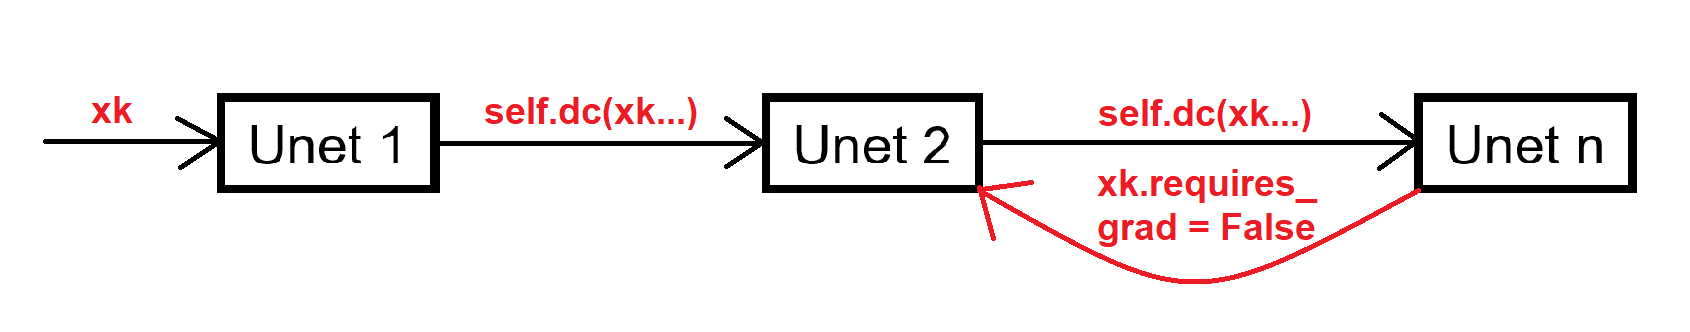 xk
Unet 1
self.dc(xk...)
Unet 2
self.dc(xk...)
xk.requires_
grad = False
Unet n